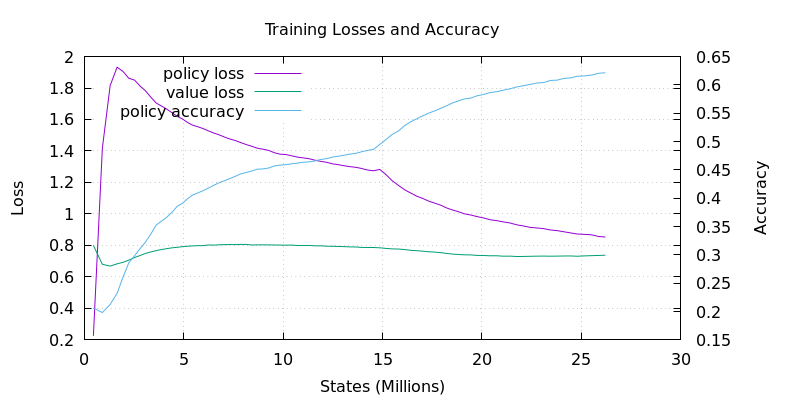 Training Losses and Accuracy
policy loss
value loss
policy accuracy
Loss
2
1.8
1.6
1.4
1.2
1
0.8
0.6
0.4
0.2
0.65
0.6
0.55
0.5
0.45
0.4
0.35
0.3
0.25
0.2
0.15
Accuracy
0 5 10 15 20 25 30
States (Millions)